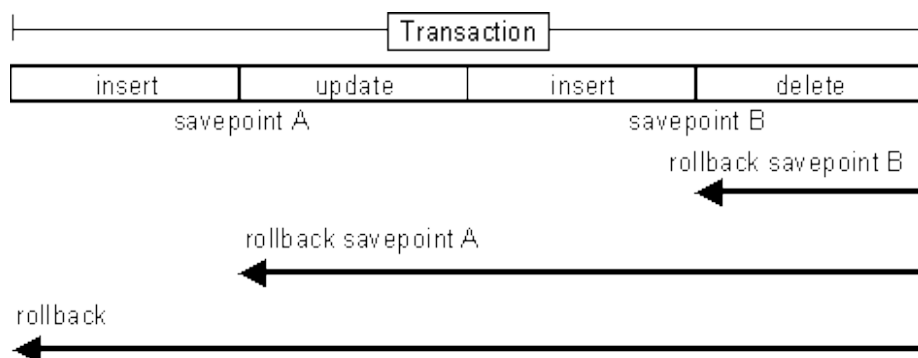 Transaction
insert update insert delete
savepoint A savepoint B
rollback savepoint B
rollback savepoint A
rollback